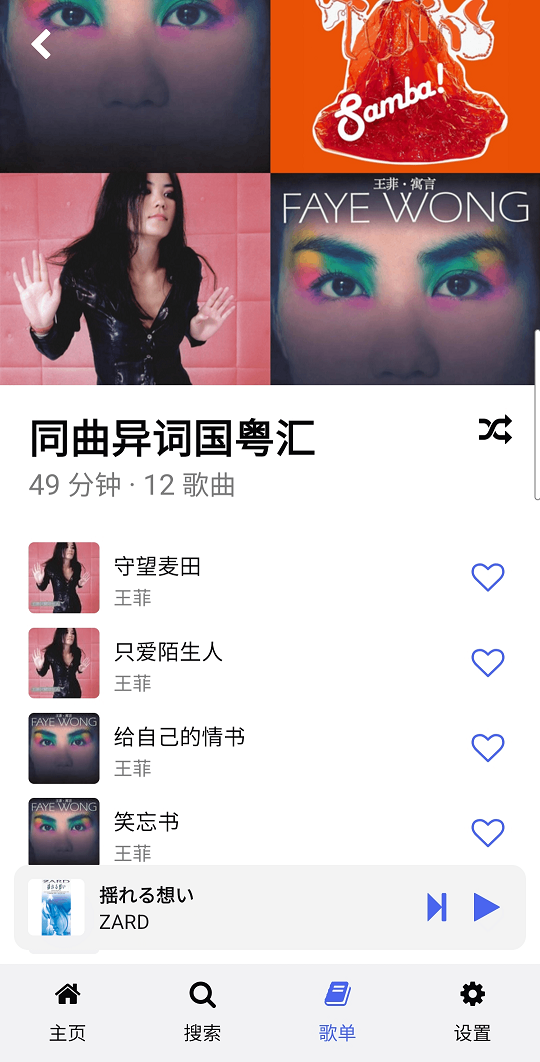 Samba!
王菲·寓言
FAYE WONG
同曲异词国粤汇
49 分钟 · 12 歌曲
守望麦田
王菲
只爱陌生人
王菲
FAYE WONG
给自己的情书
王菲
FAYE WONG
笑忘书
王菲
揺れる想い
ZARD
主页
搜索
歌单
设置